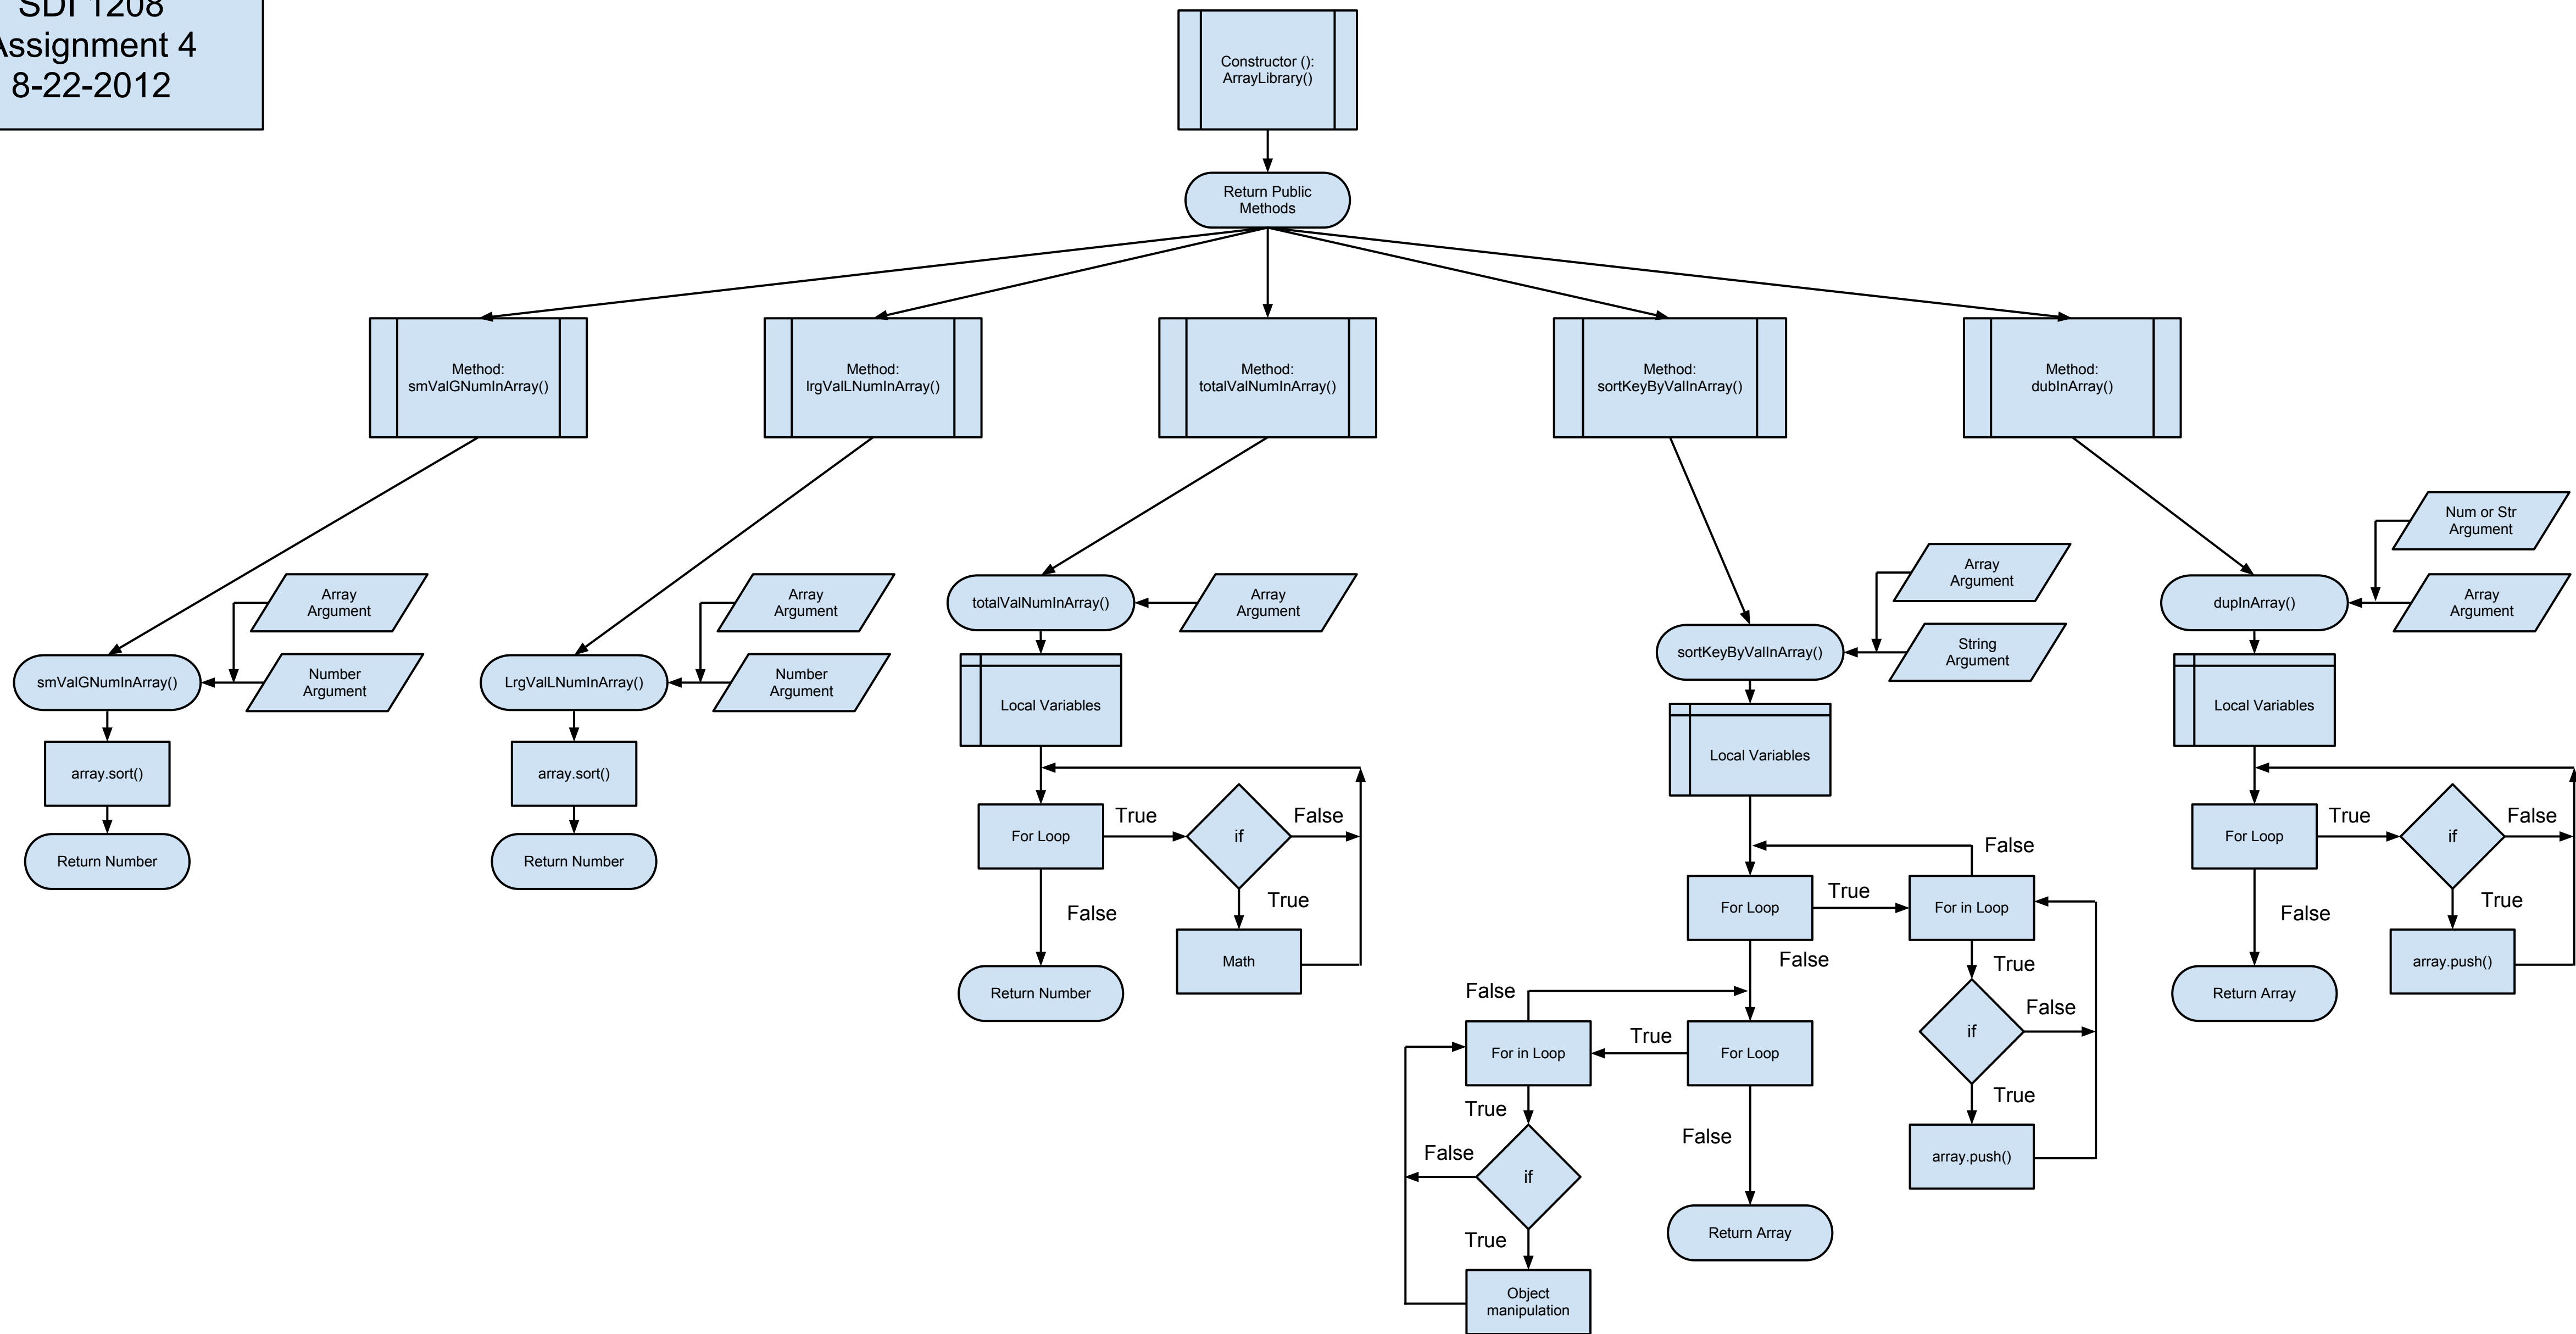 SDI 1208
Assignment 4
8-22-2012
Constructor ():
ArrayLibrary()
Return Public
Methods
Method:
smValGNumInArray()
Method:
lrgValLNumInArray()
Method:
totalValNumInArray()
Method:
sortKeyByValInArray()
Method:
dubInArray()
Array
Argument
Number
Argument
smValGNumInArray()
array.sort()
Return Number
Array
Argument
Number
Argument
LrgValLNumInArray()
array.sort()
Return Number
totalValNumInArray()
Array
Argument
Local Variables
For Loop
True
if
False
True
Math
False
Return Number
Array
Argument
String
Argument
sortKeyByValInArray()
Local Variables
False
For Loop
True
For in Loop
False
True
if
False
True
array.push()
False
For in Loop
True
For Loop
True
False
if
False
True
Object
manipulation
Return Array
Num or Str
Argument
Array
Argument
dupInArray()
Local Variables
For Loop
True
if
False
True
array.push()
False
Return Array